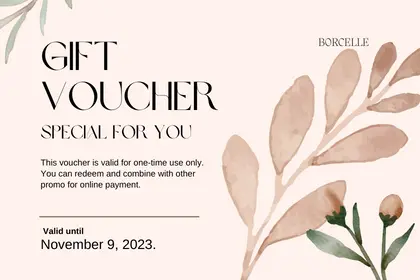 GIFT
VOUCHER
SPECIAL FOR YOU
BORCELLE
This voucher is valid for one-time use only.
You can redeem and combine with other
promo for online payment.
Valid until
November 9, 2023.